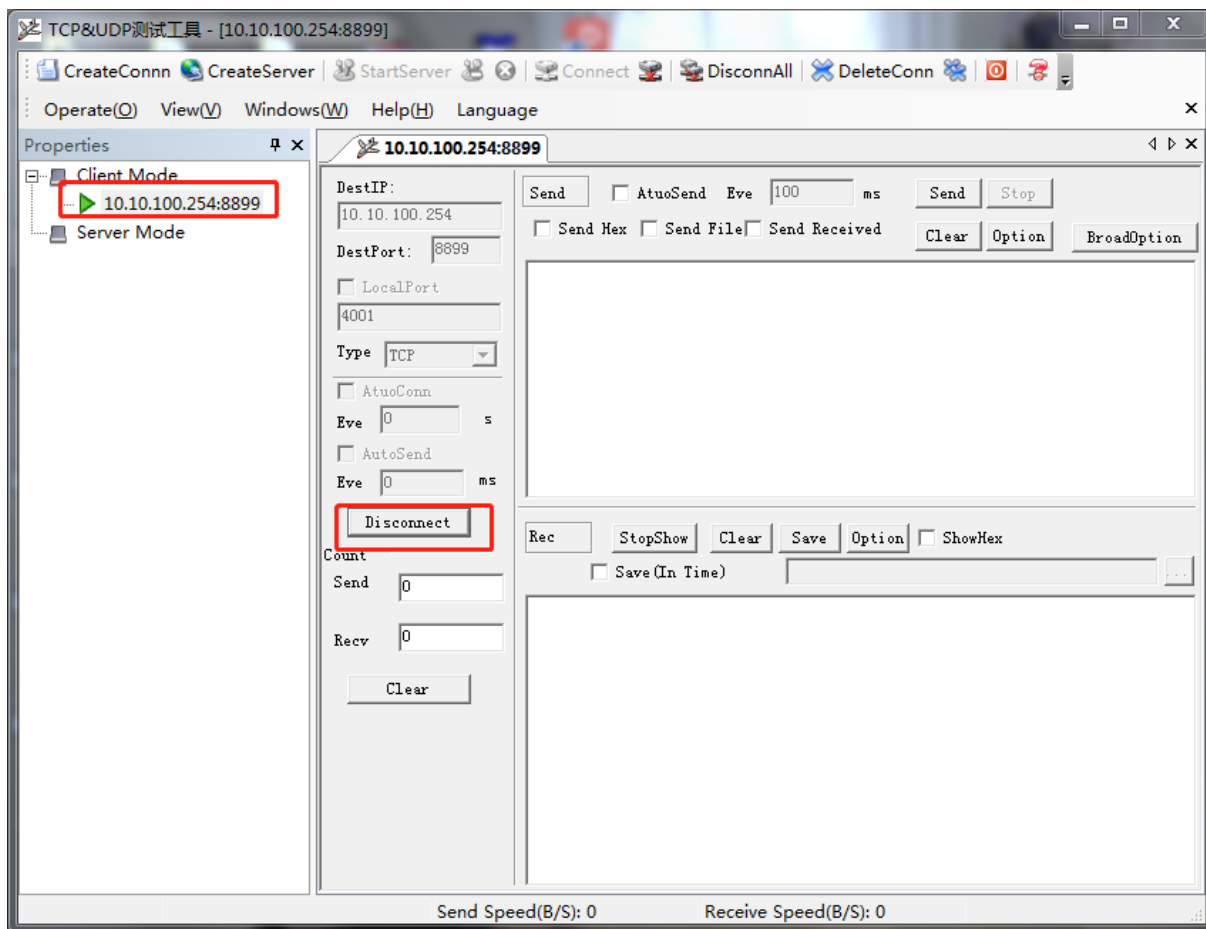 TCP&UDP测试工具 - [10.10.100.254:8899]
CreateConnn CreateServer StartServer Connect DisconnAll DeleteConn
Operate(O) View(V) Windows(W) Help(H) Language
Properties
10.10.100.254:8899
Client Mode
10.10.100.254:8899
Server Mode
DestIP:
10.10.100.254
DestPort: 8899
LocalPort
4001
Type TCP
AtuoConn
Eve 0 s
AutoSend
Eve 0 ms
Disconnect
Count
Send 0
Recv 0
Clear
Send AtuoSend Eve 100 ms Send Stop
Send Hex Send File Send Received Clear Option BroadOption
Rec StopShow Clear Save Option ShowHex
Save(In Time) ...
Send Speed(B/S): 0 Receive Speed(B/S): 0